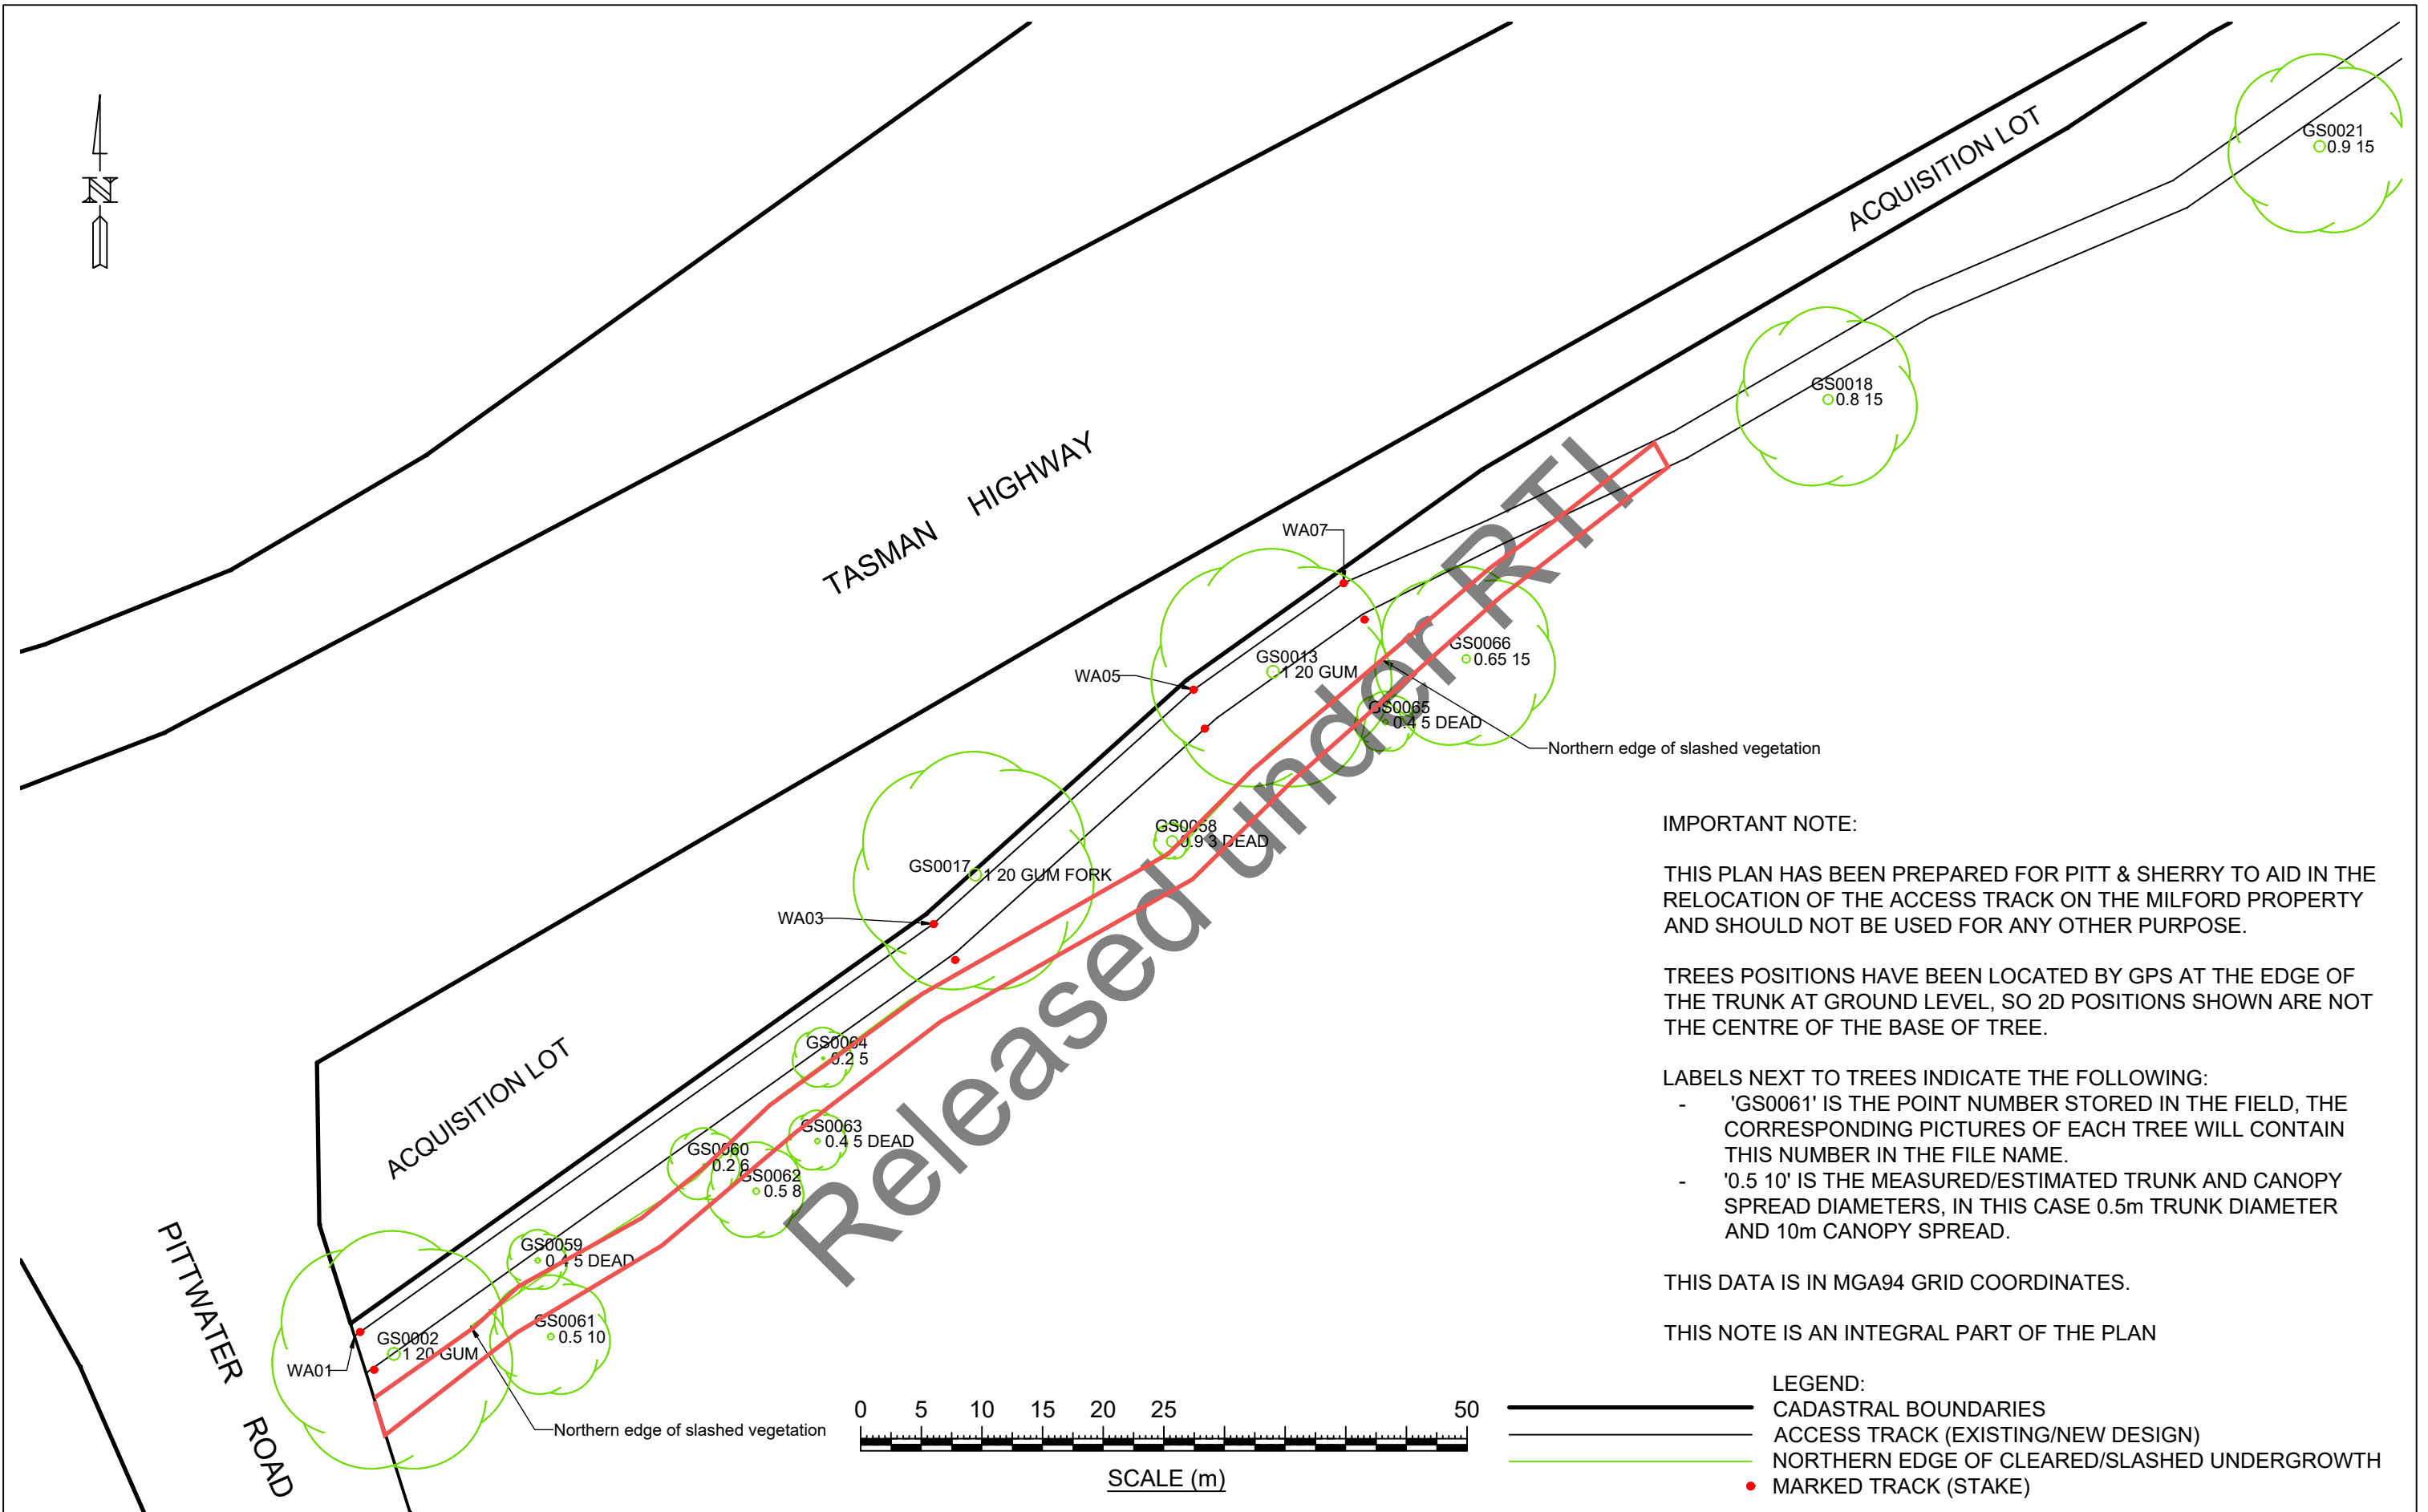 N
ACQUISITION LOT
GS0021
0.9 15
GS0018
0.8 15
TASMAN HIGHWAY
WA07
GS0013
1 20 GUM
GS0066
0.65 15
WA05
GS0065
0.4 5 DEAD
Northern edge of slashed vegetation
GS0058
0.9 3 DEAD
GS0017
1 20 GUM FORK
WA03
GS0064
0.2 5
GS0063
0.4 5 DEAD
GS0060
0.2 6
GS0062
0.5 8
ACQUISITION LOT
GS0059
0.4 5 DEAD
GS0061
0.5 10
GS0002
1 20 GUM
WA01
Northern edge of slashed vegetation
PITTWATER ROAD
Released under RTI
IMPORTANT NOTE:
THIS PLAN HAS BEEN PREPARED FOR PITT & SHERRY TO AID IN THE
RELOCATION OF THE ACCESS TRACK ON THE MILFORD PROPERTY
AND SHOULD NOT BE USED FOR ANY OTHER PURPOSE.
TREES POSITIONS HAVE BEEN LOCATED BY GPS AT THE EDGE OF
THE TRUNK AT GROUND LEVEL, SO 2D POSITIONS SHOWN ARE NOT
THE CENTRE OF THE BASE OF TREE.
LABELS NEXT TO TREES INDICATE THE FOLLOWING:
- 'GS0061' IS THE POINT NUMBER STORED IN THE FIELD, THE
CORRESPONDING PICTURES OF EACH TREE WILL CONTAIN
THIS NUMBER IN THE FILE NAME.
- '0.5 10' IS THE MEASURED/ESTIMATED TRUNK AND CANOPY
SPREAD DIAMETERS, IN THIS CASE 0.5m TRUNK DIAMETER
AND 10m CANOPY SPREAD.
THIS DATA IS IN MGA94 GRID COORDINATES.
THIS NOTE IS AN INTEGRAL PART OF THE PLAN
0 5 10 15 20 25 50
SCALE (m)
LEGEND:
CADASTRAL BOUNDARIES
ACCESS TRACK (EXISTING/NEW DESIGN)
NORTHERN EDGE OF CLEARED/SLASHED UNDERGROWTH
MARKED TRACK (STAKE)